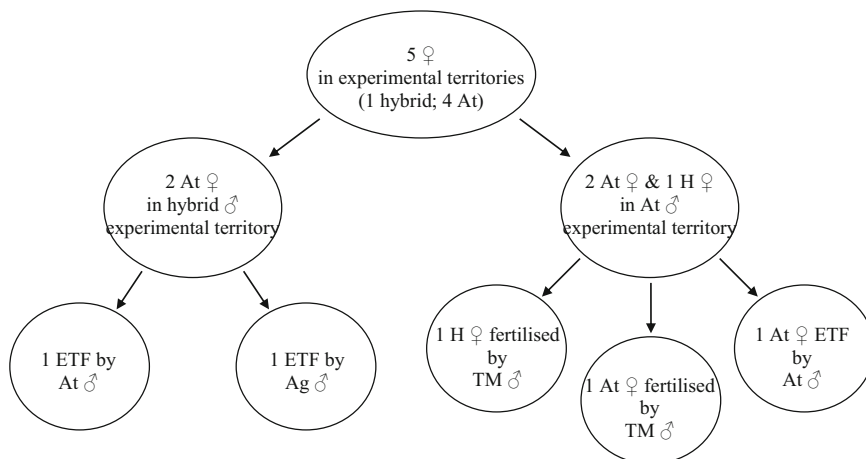 5 ♀
in experimental territories
(1 hybrid; 4 At)
2 At ♀
in hybrid ♂
experimental territory
2 At ♀ & 1 H ♀
in At ♂
experimental territory
1 ETF by
At ♂
1 ETF by
Ag ♂
1 H ♀ fertilised
by
TM ♂
1 At ♀ fertilised
by
TM ♂
1 At ♀ ETF
by
At ♂